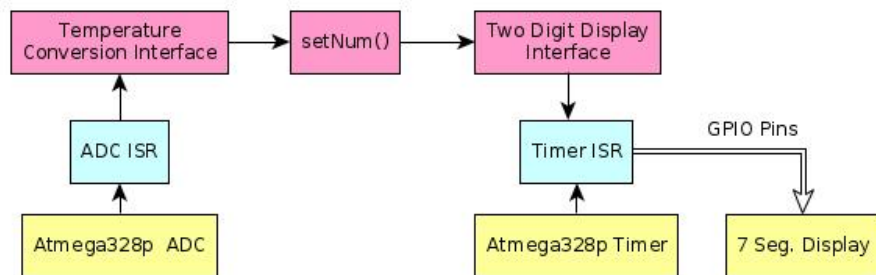 Temperature
Conversion Interface
setNum()
Two Digit Display
Interface
ADC ISR
Timer ISR
GPIO Pins
Atmega328p  ADC
Atmega328p Timer
7 Seg. Display